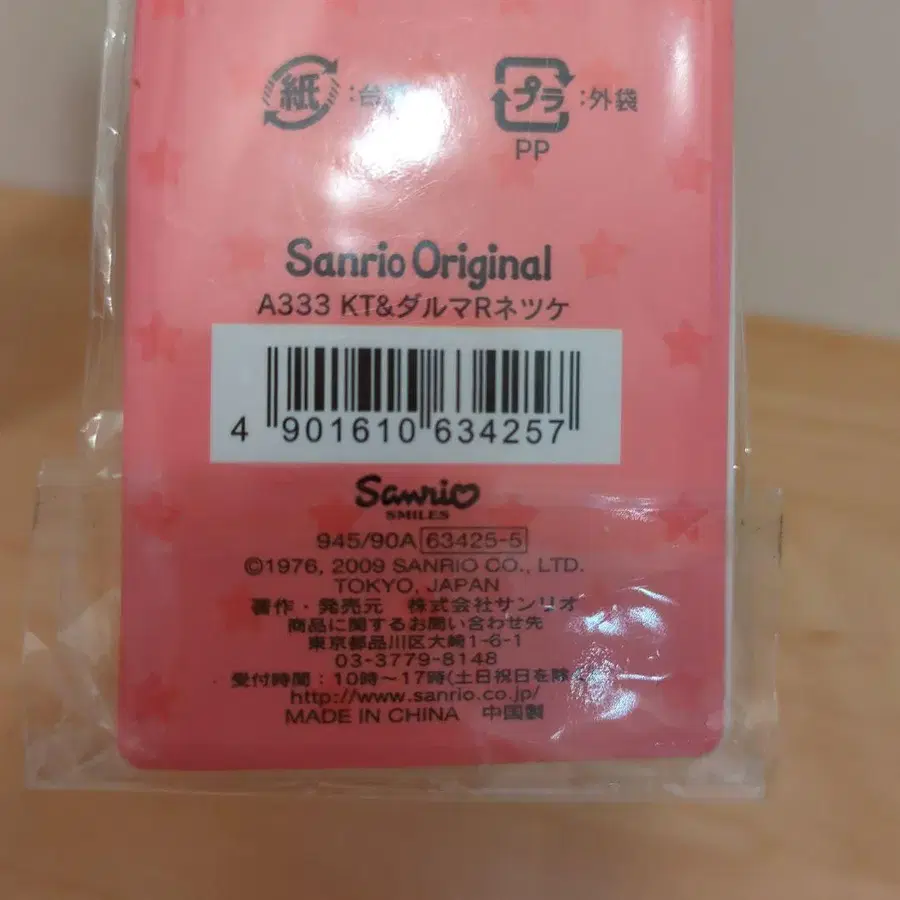 紙 :台 プラ :外袋
PP
Sanrio Original
A333 KT&ダルマRネツケ
4 901610 634257
Sanrio
SMILES
945/90A 63425-5
©1976, 2009 SANRIO CO., LTD.
TOKYO, JAPAN
著作・発売元 株式会社サンリオ
商品に関するお問い合わせ先
東京都品川区大崎1-6-1
03-3779-8148
受付時間:10時〜17時(土日祝日を除
http://www.sanrio.co.jp/
MADE IN CHINA 中国製